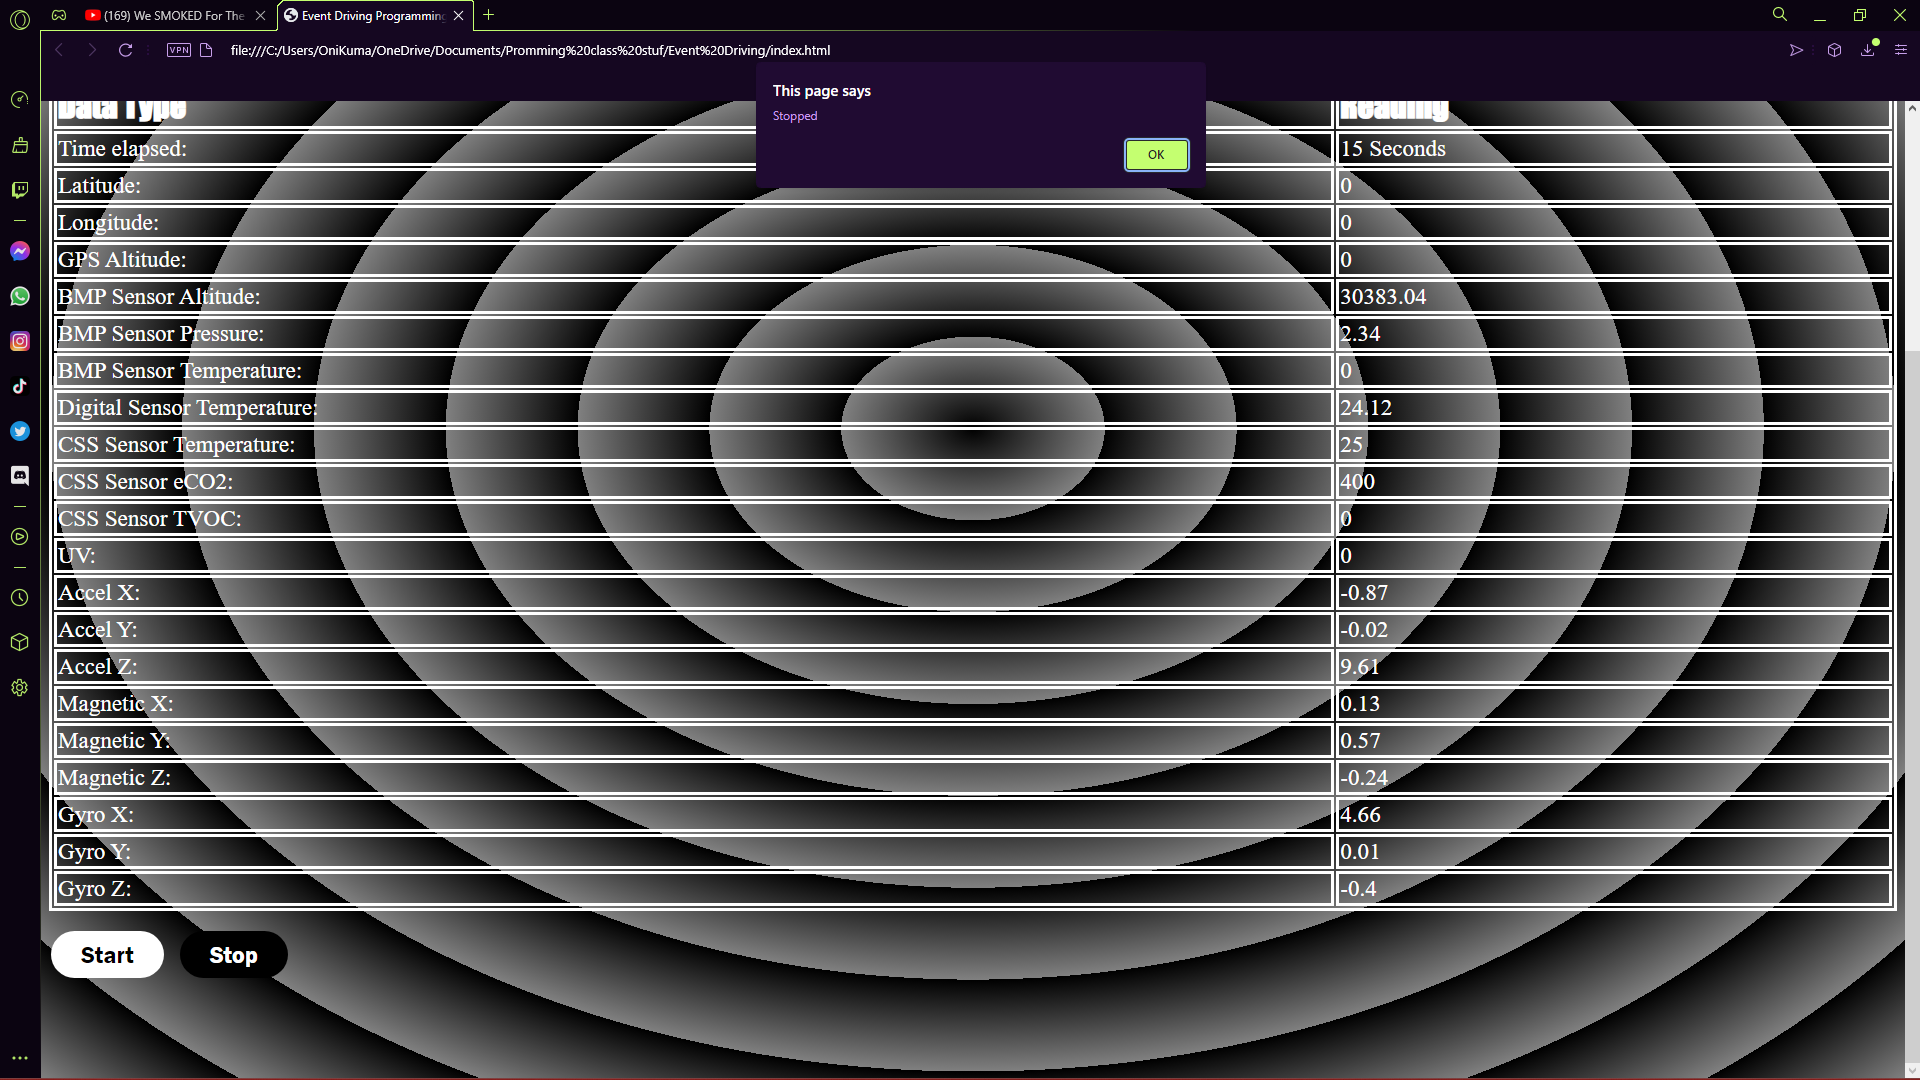 (169) We SMOKED For The
Event Driving Programming
VPN
file:///C:/Users/OniKuma/OneDrive/Documents/Promming%20class%20stuf/Event%20Driving/index.html
This page says
Stopped
OK
Data Type Reading
Time elapsed: 15 Seconds
Latitude: 0
Longitude: 0
GPS Altitude: 0
BMP Sensor Altitude: 30383.04
BMP Sensor Pressure: 2.34
BMP Sensor Temperature: 0
Digital Sensor Temperature: 24.12
CSS Sensor Temperature: 25
CSS Sensor eCO2: 400
CSS Sensor TVOC: 0
UV: 0
Accel X: -0.87
Accel Y: -0.02
Accel Z: 9.61
Magnetic X: 0.13
Magnetic Y: 0.57
Magnetic Z: -0.24
Gyro X: 4.66
Gyro Y: 0.01
Gyro Z: -0.4
Start Stop